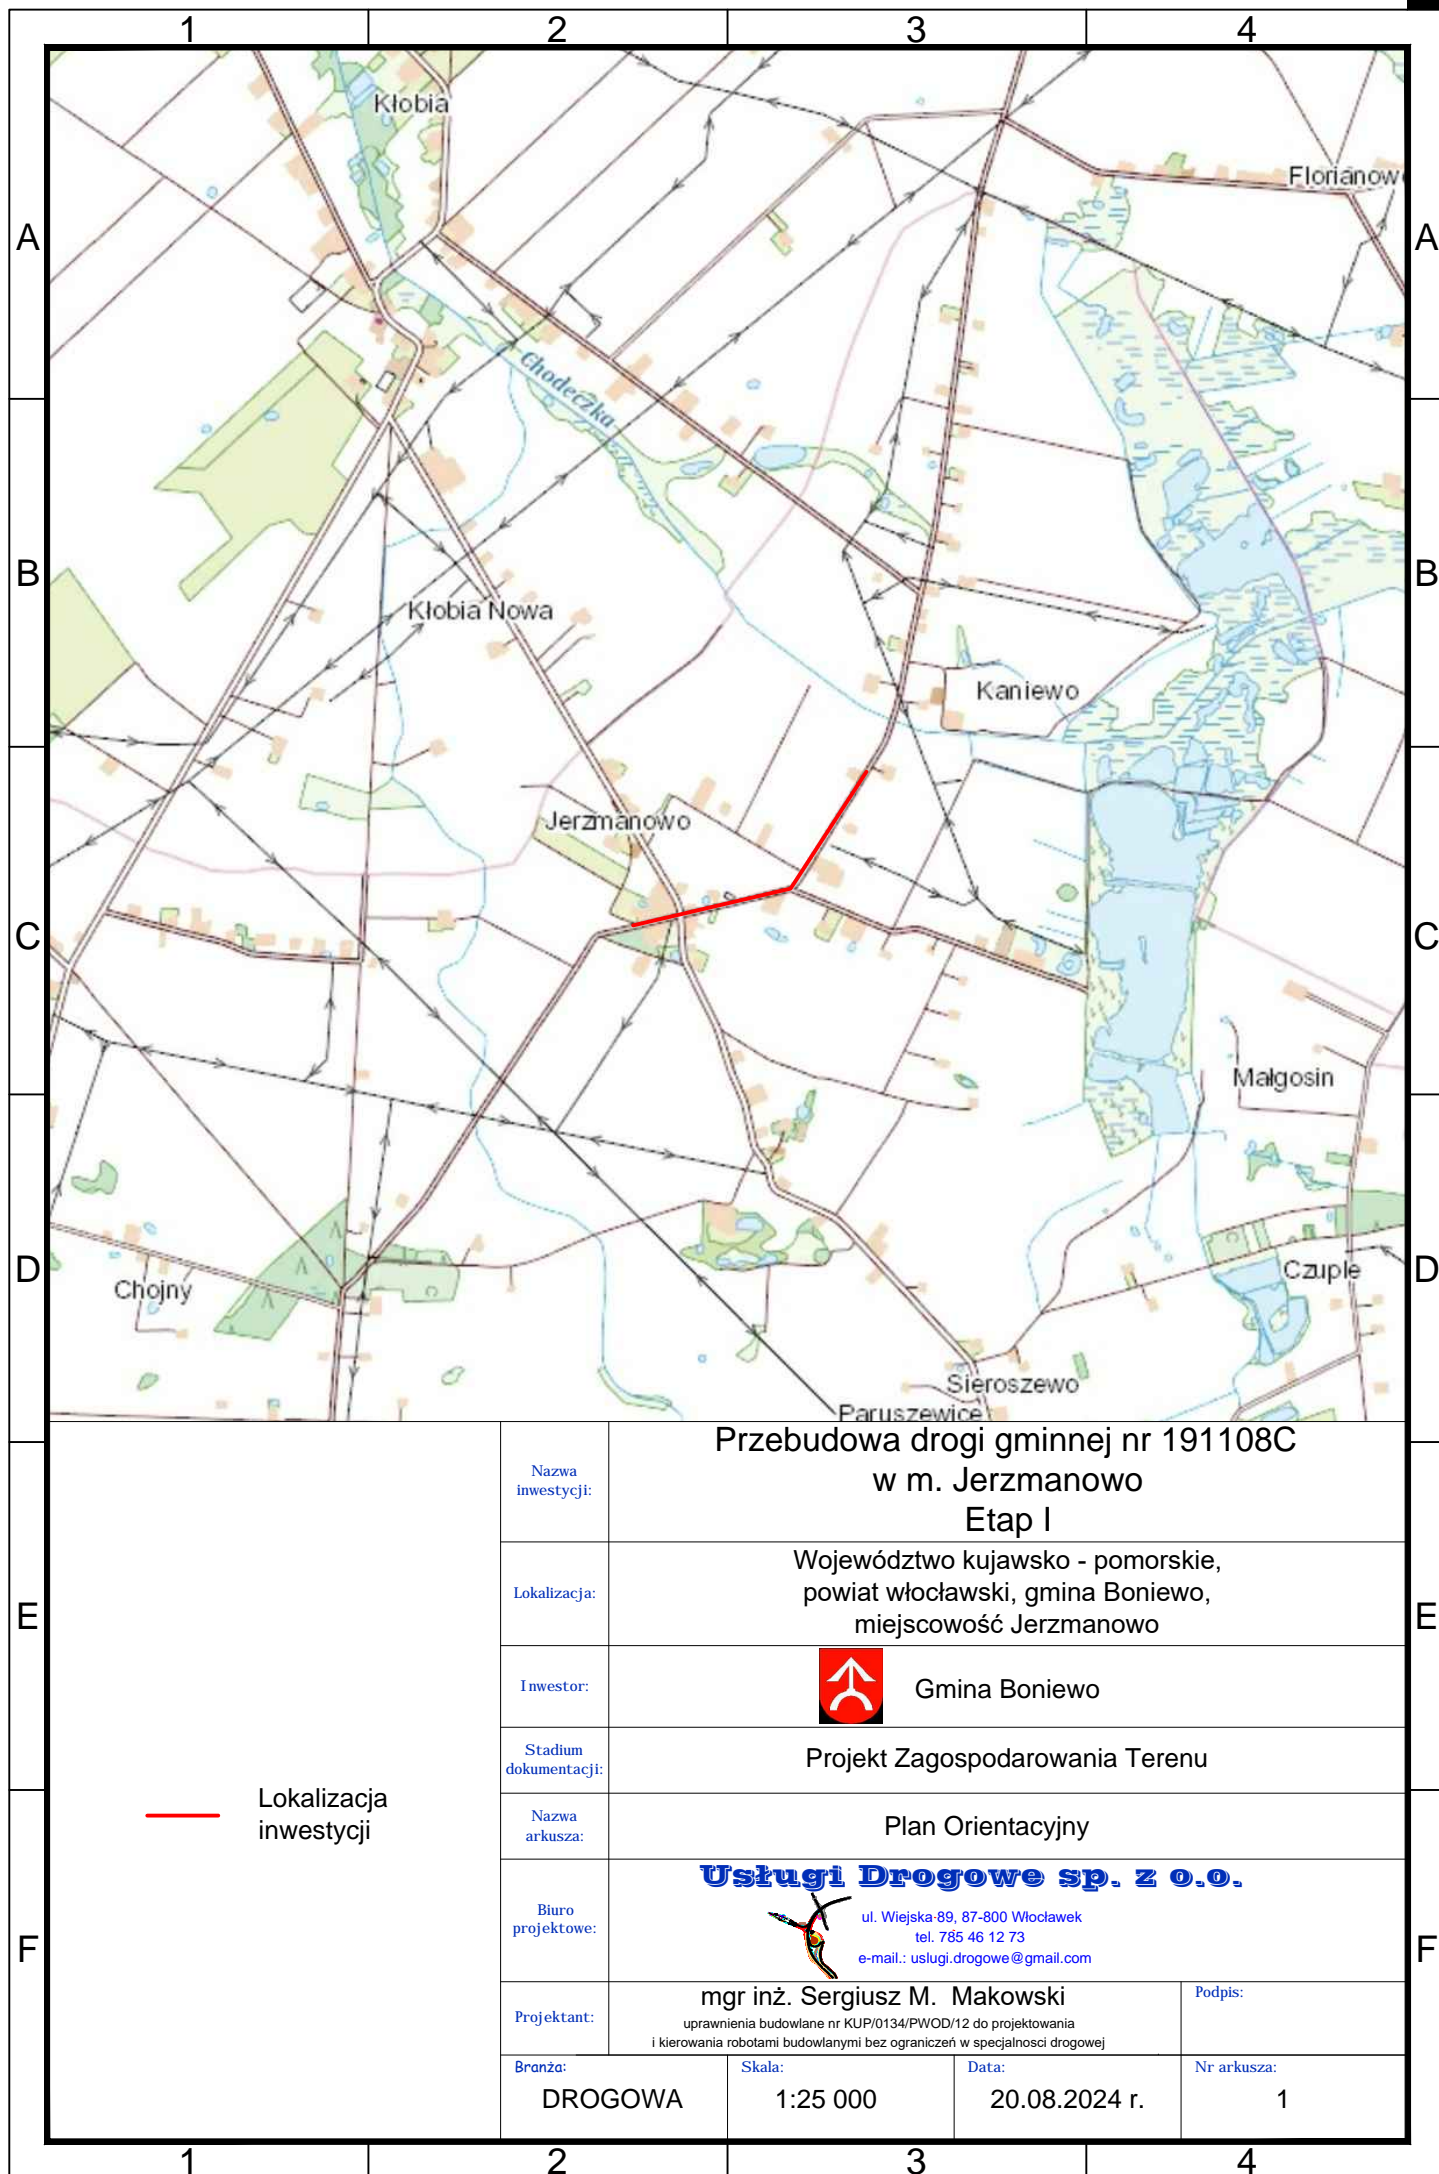 1 2 3 4
A A
B B
C C
D D
E E
F F
Kłobia
Florianow
Chodeczka
Kłobia Nowa
Kaniewo
Jerzmanowo
Małgosin
Chojny
Czuple
Sieroszewo
Paruszewice
Lokalizacja
inwestycji
Nazwa
inwestycji:
Przebudowa drogi gminnej nr 191108C
w m. Jerzmanowo
Etap I
Lokalizacja:
Województwo kujawsko - pomorskie,
powiat włocławski, gmina Boniewo,
miejscowość Jerzmanowo
Inwestor:
Gmina Boniewo
Stadium
dokumentacji:
Projekt Zagospodarowania Terenu
Nazwa
arkusza:
Plan Orientacyjny
Biuro
projektowe:
Usługi Drogowe sp. z o.o.
ul. Wiejska 89, 87-800 Włocławek
tel. 785 46 12 73
e-mail.: uslugi.drogowe@gmail.com
Projektant:
mgr inż. Sergiusz M. Makowski
uprawnienia budowlane nr KUP/0134/PWOD/12 do projektowania
i kierowania robotami budowlanymi bez ograniczeń w specjalnosci drogowej
Podpis:
Branża:
DROGOWA
Skala:
1:25 000
Data:
20.08.2024 r.
Nr arkusza:
1
1 2 3 4